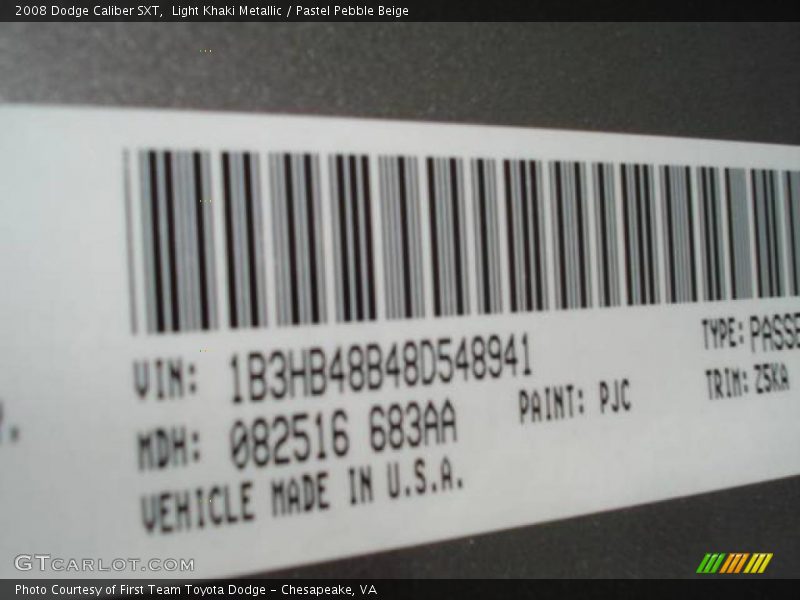 2008 Dodge Caliber SXT,  Light Khaki Metallic / Pastel Pebble Beige
VIN: 1B3HB48B48D548941
TYPE: PASSE
MDH: 082516 683AA
PAINT: PJC
TRIM: Z5KA
VEHICLE MADE IN U.S.A.
GTCARLOT.COM
Photo Courtesy of First Team Toyota Dodge - Chesapeake, VA